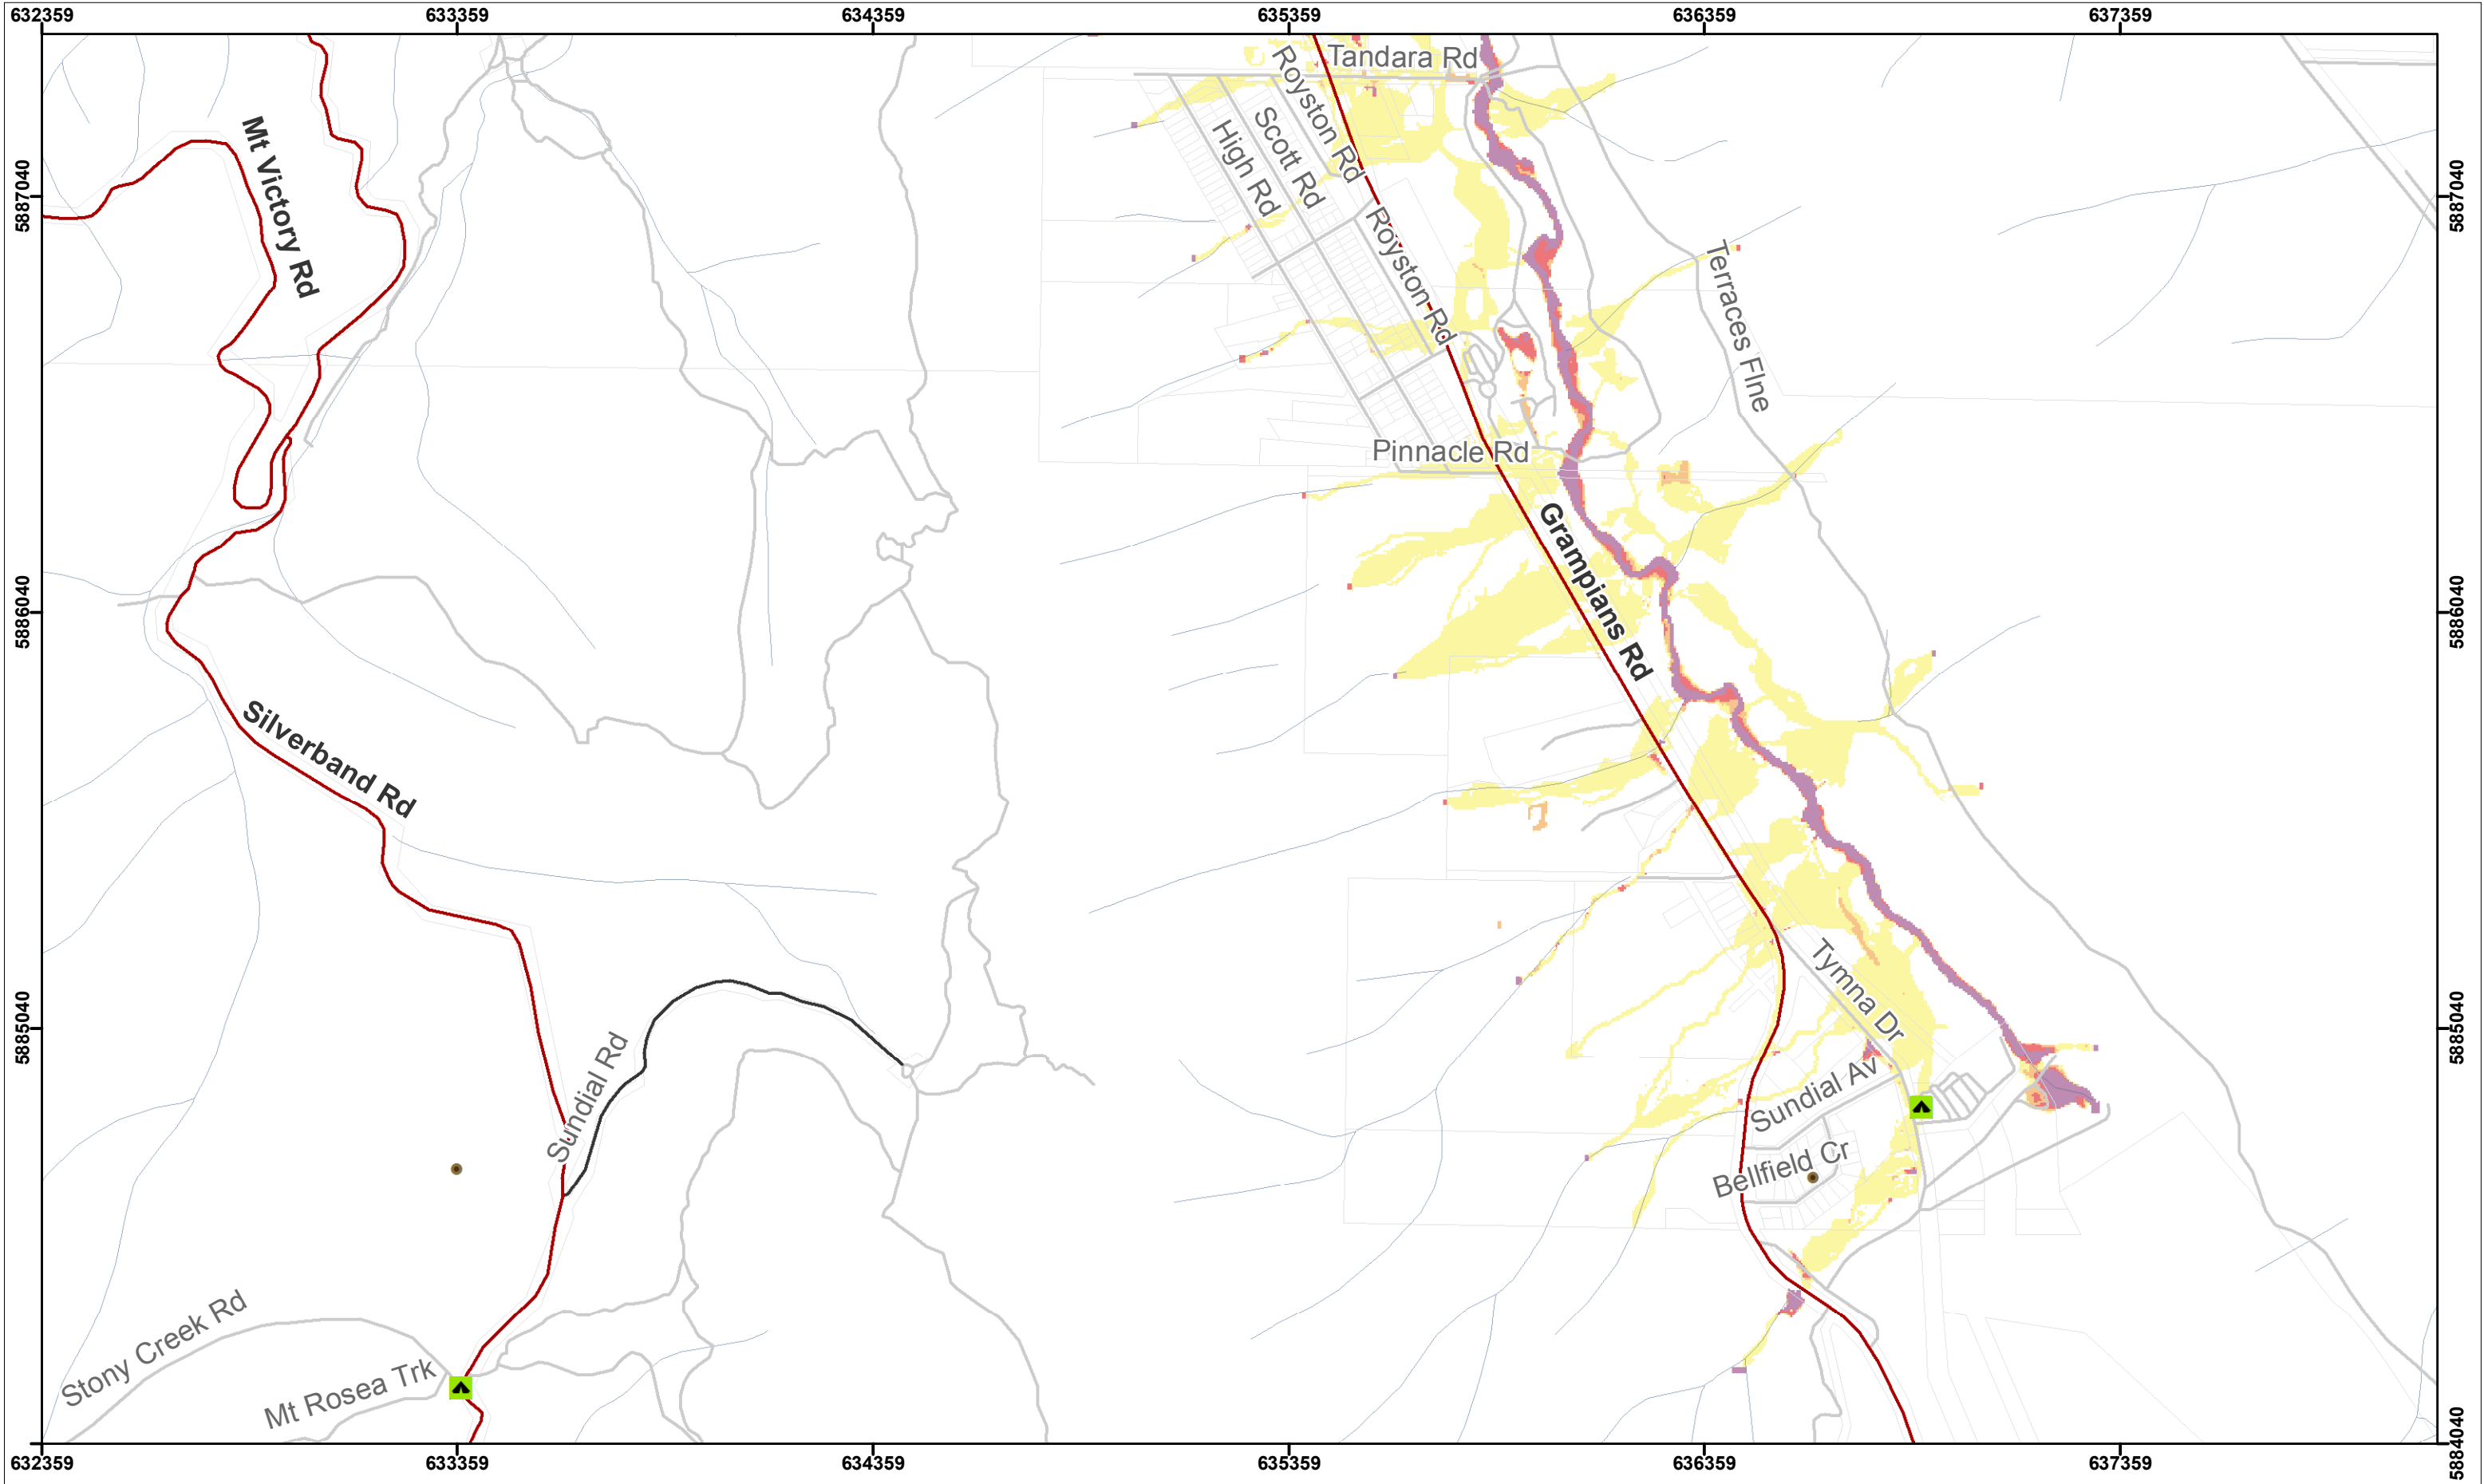 632359
633359
634359
635359
636359
637359
Tandara Rd
Royston Rd
Scott Rd
High Rd
Mt Victory Rd
5887040
5887040
Royston Rd
Terraces Flne
Pinnacle Rd
Grampians Rd
5886040
5886040
Silverband Rd
Tymna Dr
5885040
5885040
Sundial Rd
Sundial Av
Bellfield Cr
Stony Creek Rd
Mt Rosea Trk
5884040
5884040
632359
633359
634359
635359
636359
637359